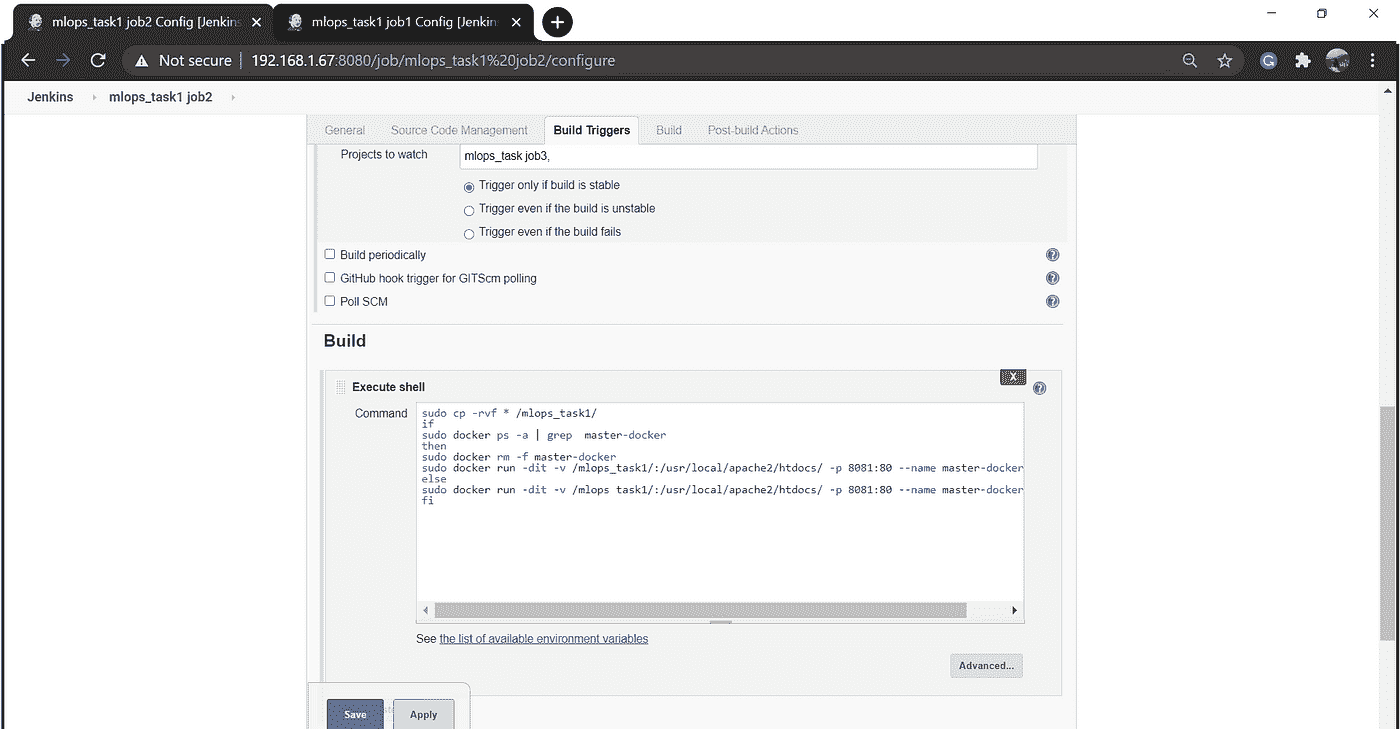 mlops_task1 job2 Config [Jenkins
mlops_task1 job1 Config [Jenkin
Not secure 192.168.1.67:8080/job/mlops_task1%20job2/configure
Jenkins mlops_task1 job2
General Source Code Management Build Triggers Build Post-build Actions
Projects to watch mlops_task job3,
Trigger only if build is stable
Trigger even if the build is unstable
Trigger even if the build fails
Build periodically
GitHub hook trigger for GITScm polling
Poll SCM
Build
X
Execute shell
Command
sudo cp -rvf * /mlops_task1/
if
sudo docker ps -a | grep  master-docker
then
sudo docker rm -f master-docker
sudo docker run -dit -v /mlops_task1/:/usr/local/apache2/htdocs/ -p 8081:80 --name master-docker
else
sudo docker run -dit -v /mlops task1/:/usr/local/apache2/htdocs/ -p 8081:80 --name master-docker
fi
See the list of available environment variables
Advanced...
Save Apply